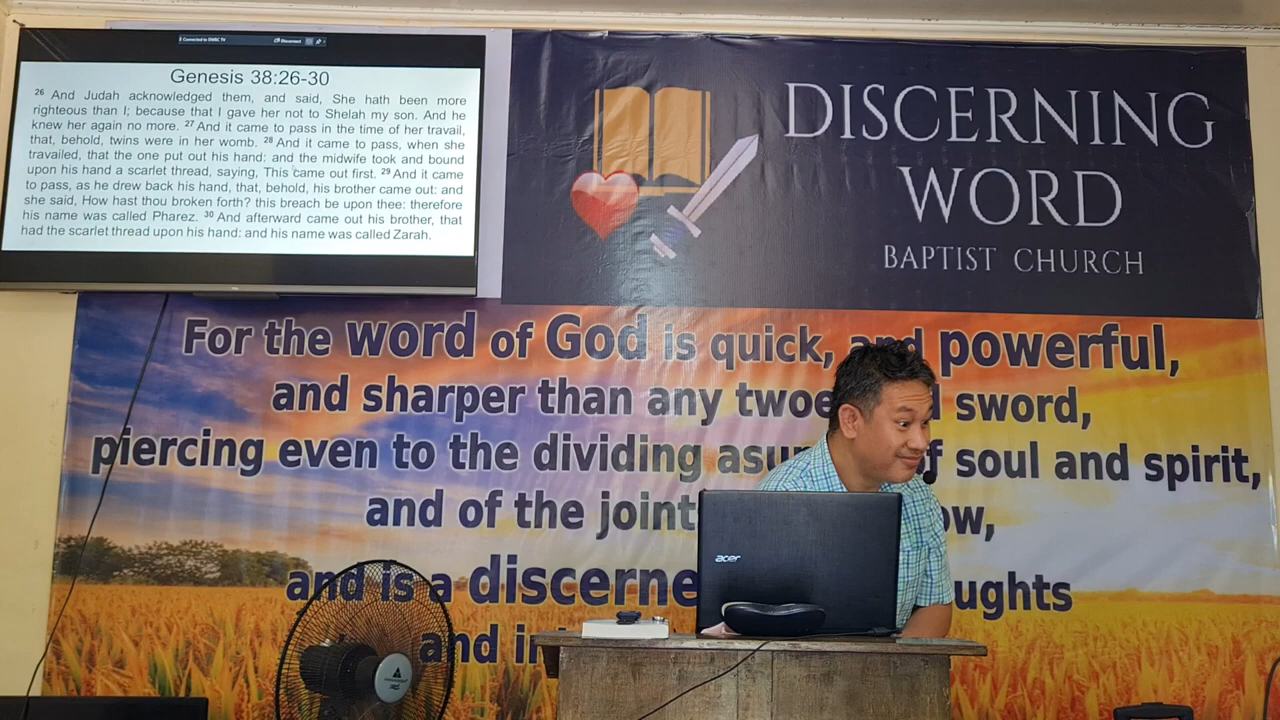 Connected to DWBC TV
Disconnect
Genesis 38:26-30
26 And Judah acknowledged them, and said, She hath been more
righteous than I; because that I gave her not to Shelah my son. And he
knew her again no more. 27 And it came to pass in the time of her travail,
that, behold, twins were in her womb. 28 And it came to pass, when she
travailed, that the one put out his hand: and the midwife took and bound
upon his hand a scarlet thread, saying, This came out first. 29 And it came
to pass, as he drew back his hand, that, behold, his brother came out: and
she said, How hast thou broken forth? this breach be upon thee: therefore
his name was called Pharez. 30 And afterward came out his brother, that
had the scarlet thread upon his hand: and his name was called Zarah.
DISCERNING
WORD
BAPTIST CHURCH
For the word of God is quick, and powerful,
and sharper than any twoe d sword,
piercing even to the dividing asu of soul and spirit,
and of the joint ow,
and is a discerne ughts
and in
acer